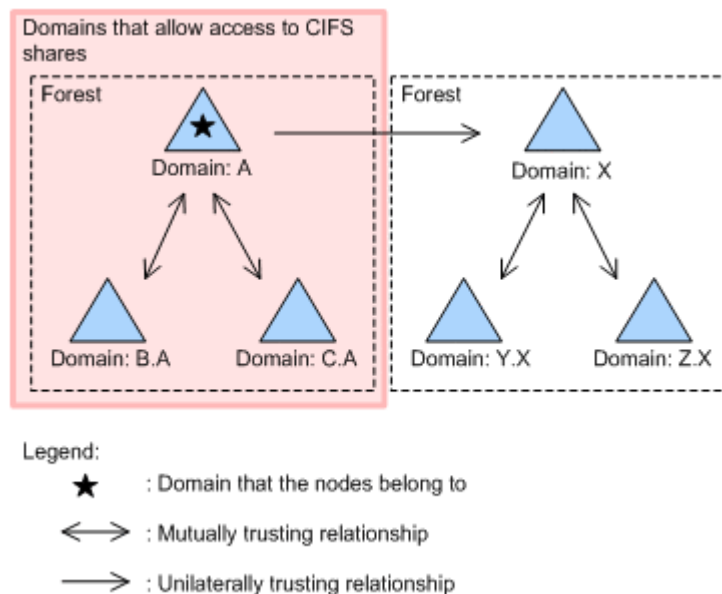 Domains that allow access to CIFS
shares
Forest
Forest
Domain: A
Domain: X
Domain: B.A
Domain: C.A
Domain: Y.X
Domain: Z.X
Legend:
: Domain that the nodes belong to
: Mutually trusting relationship
: Unilaterally trusting relationship